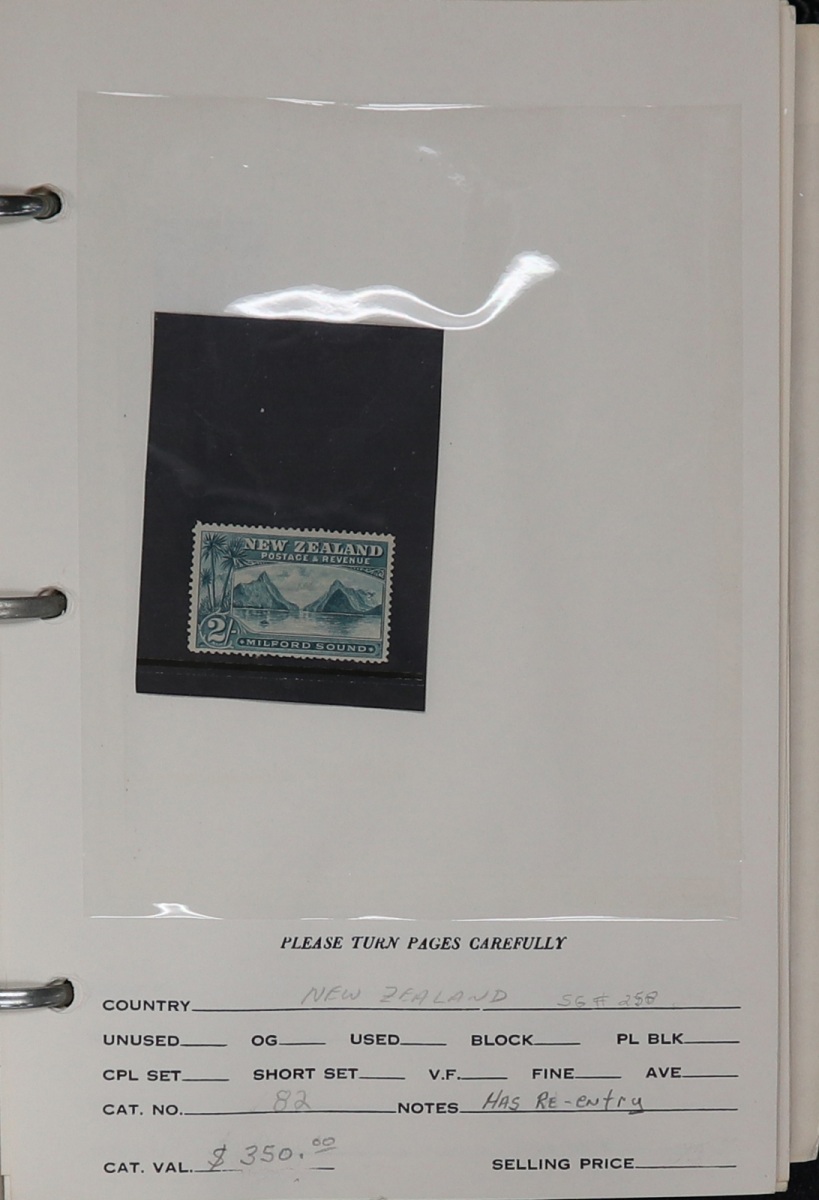 NEW ZEALAND
POSTAGE & REVENUE
2/-
MILFORD SOUND
PLEASE TURN PAGES CAREFULLY
COUNTRY NEW ZEALAND SG # 258
UNUSED OG USED BLOCK PL BLK
CPL SET SHORT SET V.F. FINE AVE
CAT. NO. 82 NOTES HAS RE-entry
CAT. VAL. $ 350.00 SELLING PRICE